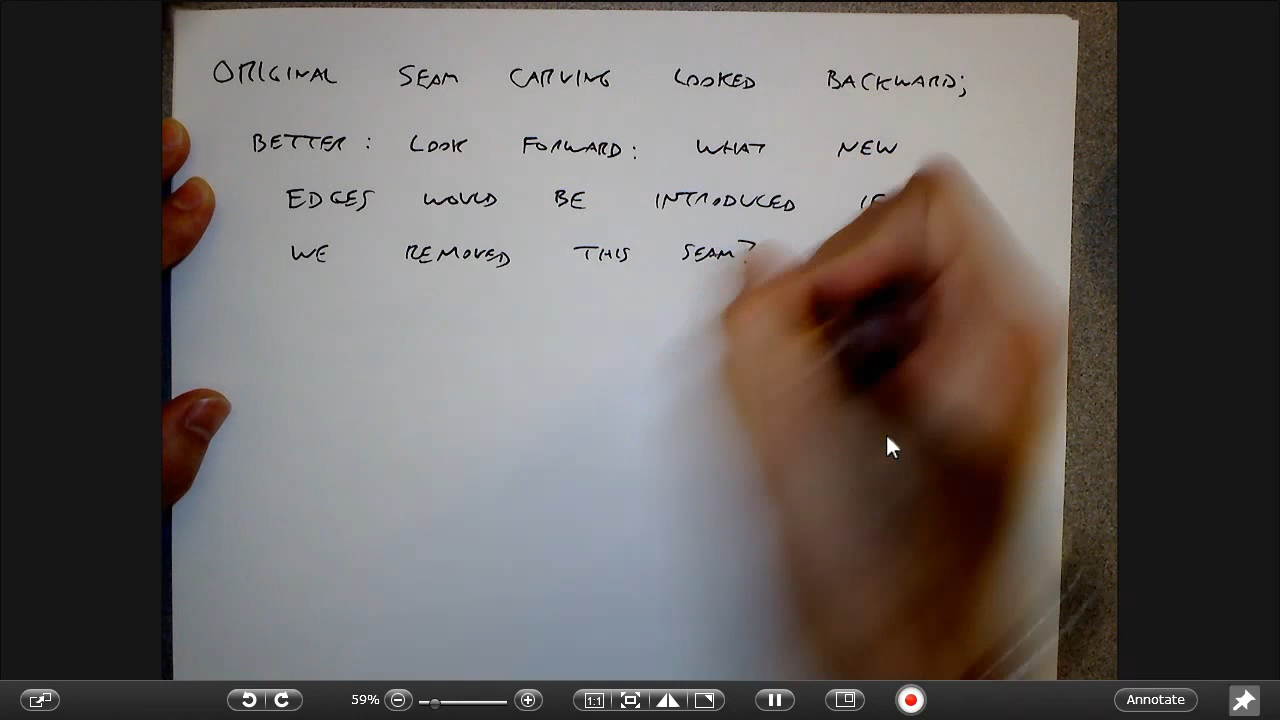 ORIGINAL SEAM CARVING LOOKED BACKWARD;
BETTER: LOOK FORWARD: WHAT NEW
EDGES WOULD BE INTRODUCED IF
WE REMOVED THIS SEAM?
59%
1:1
Annotate